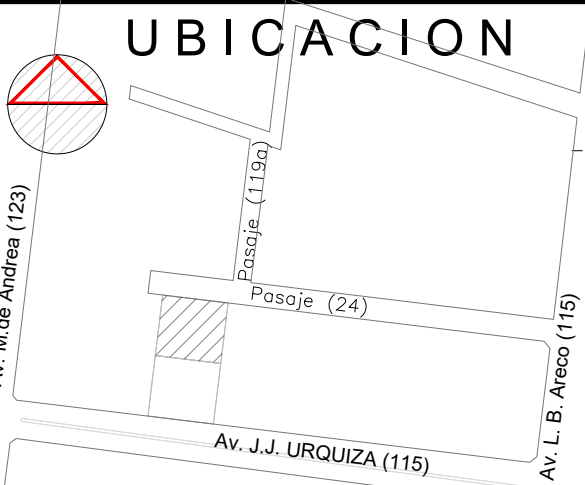 UBICACION
Pasaje (119a)
Av. M.de Andrea (123)
Pasaje (24)
Av. L. B. Areco (115)
Av. J.J. URQUIZA (115)